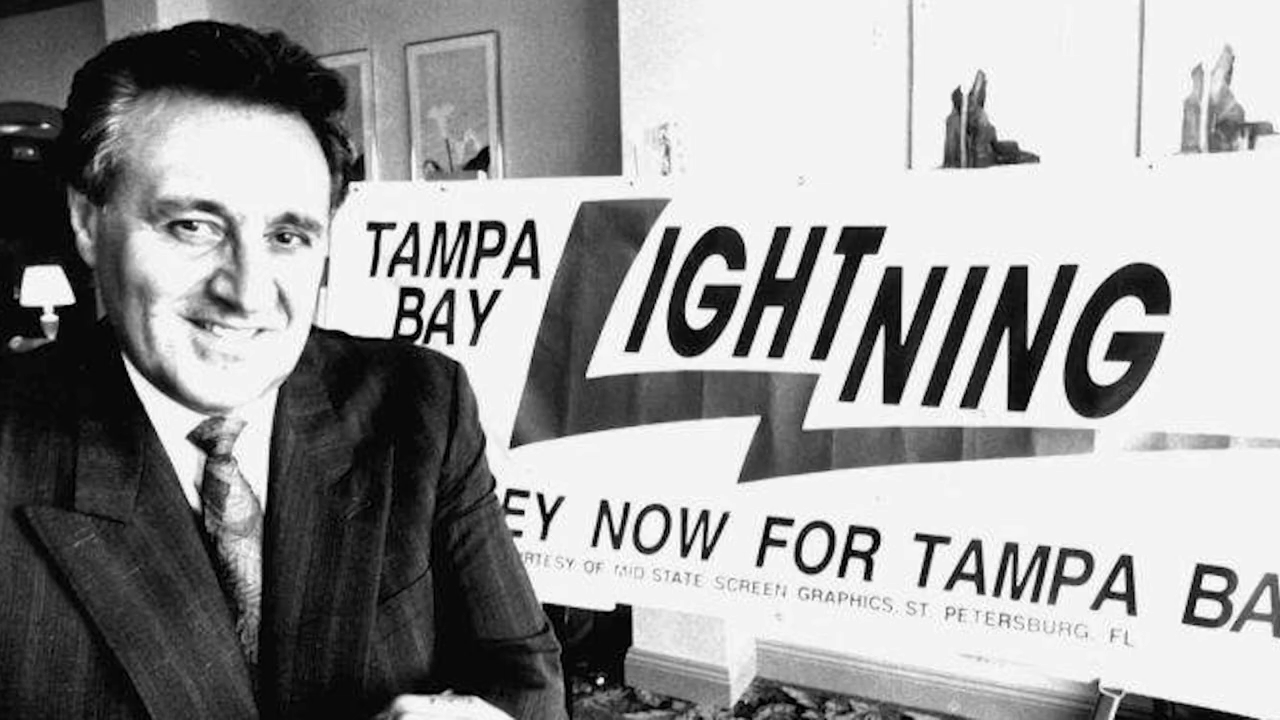 TAMPA
BAY
LIGHTNING
EY NOW FOR TAMPA BA
RTESY OF MID STATE SCREEN GRAPHICS, ST. PETERSBURG, FL